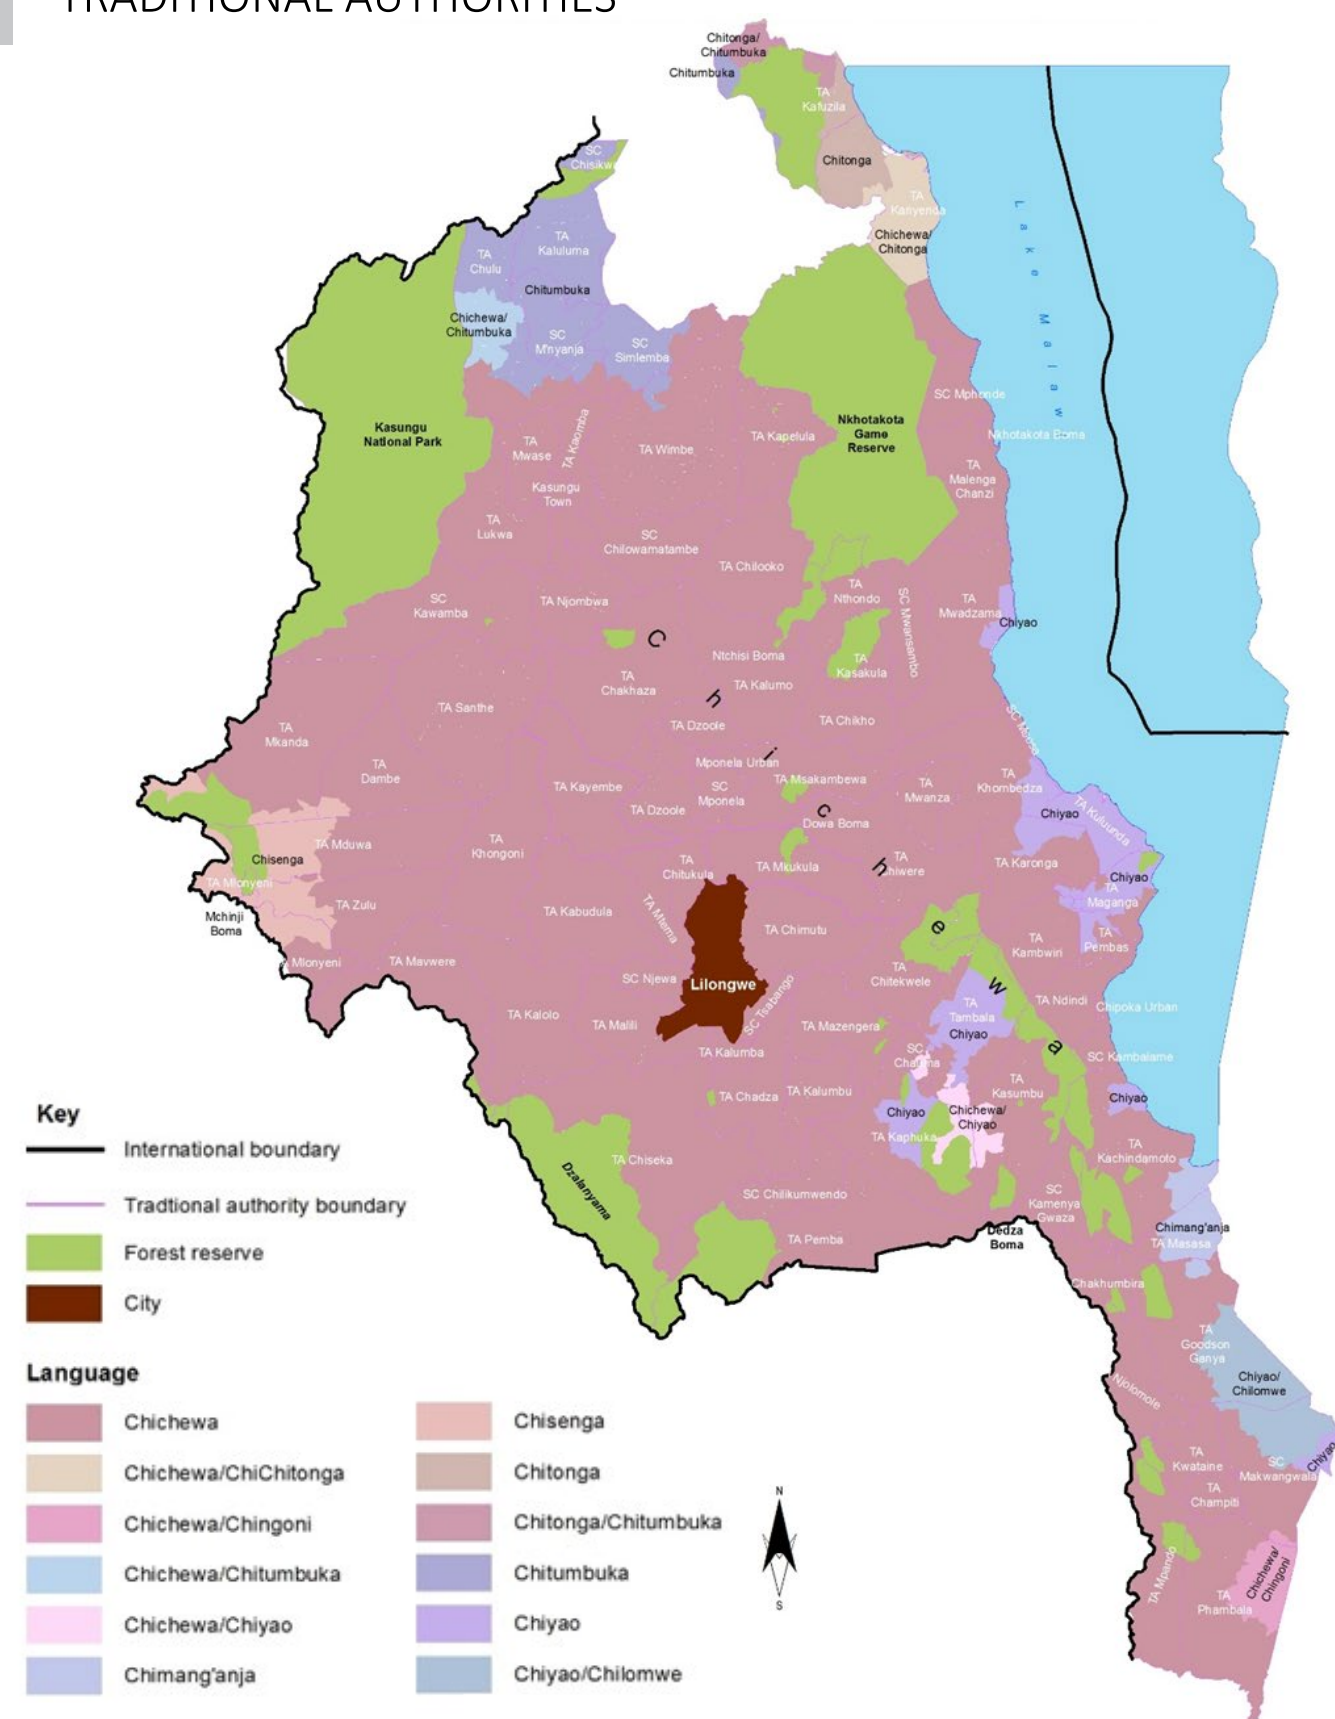 TRADITIONAL AUTHORITIES
Chitonga/
Chitumbuka
Chitumbuka
TA
Kafuzila
Chitonga
SC
Chisikwa
TA
Kanyenda
Chichewa/
Chitonga
Lake Malawi
TA
Kaluluma
TA
Chulu
Chitumbuka
Chichewa/
Chitumbuka
SC
M'nyanja
SC
Simlemba
SC Mphonde
Kasungu
National Park
Nkhotakota
Game
Reserve
Nkhotakota Boma
TA
Mwase
TA Kaomba
TA Wimbe
TA Kapelula
Kasungu
Town
TA
Malenga
Chanzi
TA
Lukwa
SC
Chilowamatambe
TA Chilooko
SC
Kawamba
TA Njombwa
TA
Nthondo
SC Mwansambo
TA
Mwadzama
Chiyao
Chichewa
Ntchisi Boma
TA
Kasakula
TA
Chakhaza
TA Kalumo
TA Santhe
TA Dzoole
TA Chikho
TA
Mkanda
Mponela Urban
TA
Dambe
TA Kayembe
SC
Mponela
TA Msakambewa
TA
Mwanza
TA
Khombedza
TA Dzoole
Dowa Boma
Chiyao
TA Kuluunda
TA Mduwa
TA
Khongoni
Chisenga
TA
Chitukula
TA Mkukula
TA
Chiwere
TA Karonga
Chiyao
TA Mlonyeni
TA
Maganga
Mchinji
Boma
TA Zulu
TA Kabudula
TA Mtema
TA Chimutu
TA
Kambwiri
TA
Pembas
Mlonyeni
TA Mavwere
SC Njewa
Lilongwe
TA
Chitekwele
SC Tsabango
TA
Tambala
TA Ndindi
Chipoka Urban
TA Kalolo
TA Malili
TA Mazengera
Chiyao
TA Kalumba
SC
SC Kambalame
TA Chadza
TA Kalumbu
TA
Kasumbu
Chiyao
Chiyao
Chichewa/
Chiyao
TA Kaphuka
TA
Kachindamoto
TA Chiseka
Dzalanyama
SC Chilikumwendo
SC
Kamenya
Gwaza
Chimang'anja
TA Masasa
TA Pemba
Dedza
Boma
Chakhumbira
TA
Goodson
Ganya
Chiyao/
Chilomwe
Njolomole
TA
Kwataine
SC
Makwangwala
Chiyao
TA
Champiti
TA Mpando
TA
Phambala
Chichewa/
Chingoni
N
S
Key
International boundary
Tradtional authority boundary
Forest reserve
City
Language
Chichewa
Chichewa/ChiChitonga
Chichewa/Chingoni
Chichewa/Chitumbuka
Chichewa/Chiyao
Chimang'anja
Chisenga
Chitonga
Chitonga/Chitumbuka
Chitumbuka
Chiyao
Chiyao/Chilomwe